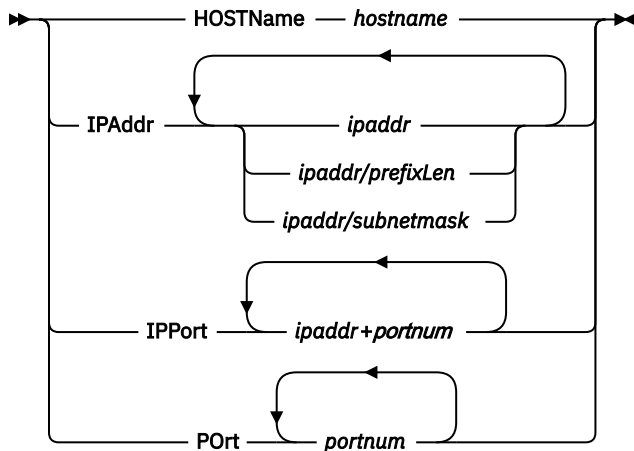 HOSTName hostname
IPAddr ipaddr
ipaddr/prefixLen
ipaddr/subnetmask
IPPort ipaddr+portnum
POrt portnum